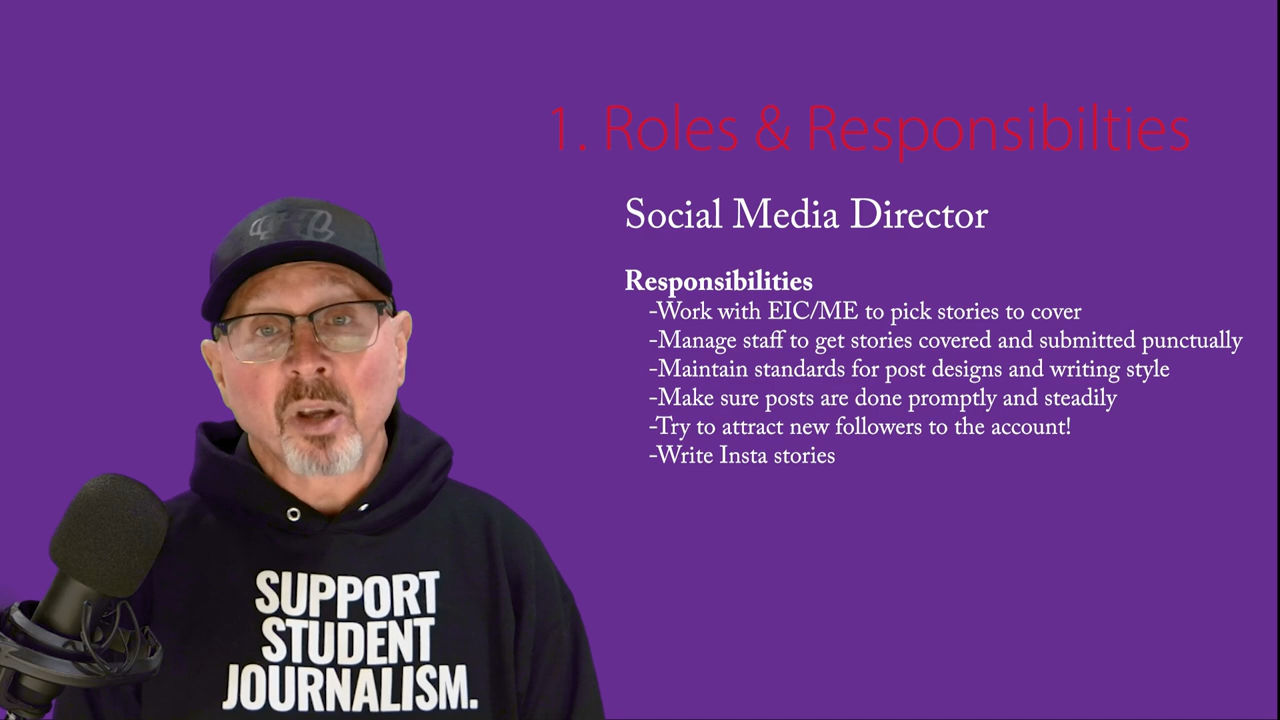 1. Roles & Responsibilties
Social Media Director
Responsibilities
-Work with EIC/ME to pick stories to cover
-Manage staff to get stories covered and submitted punctually
-Maintain standards for post designs and writing style
-Make sure posts are done promptly and steadily
-Try to attract new followers to the account!
-Write Insta stories
SUPPORT
STUDENT
JOURNALISM.